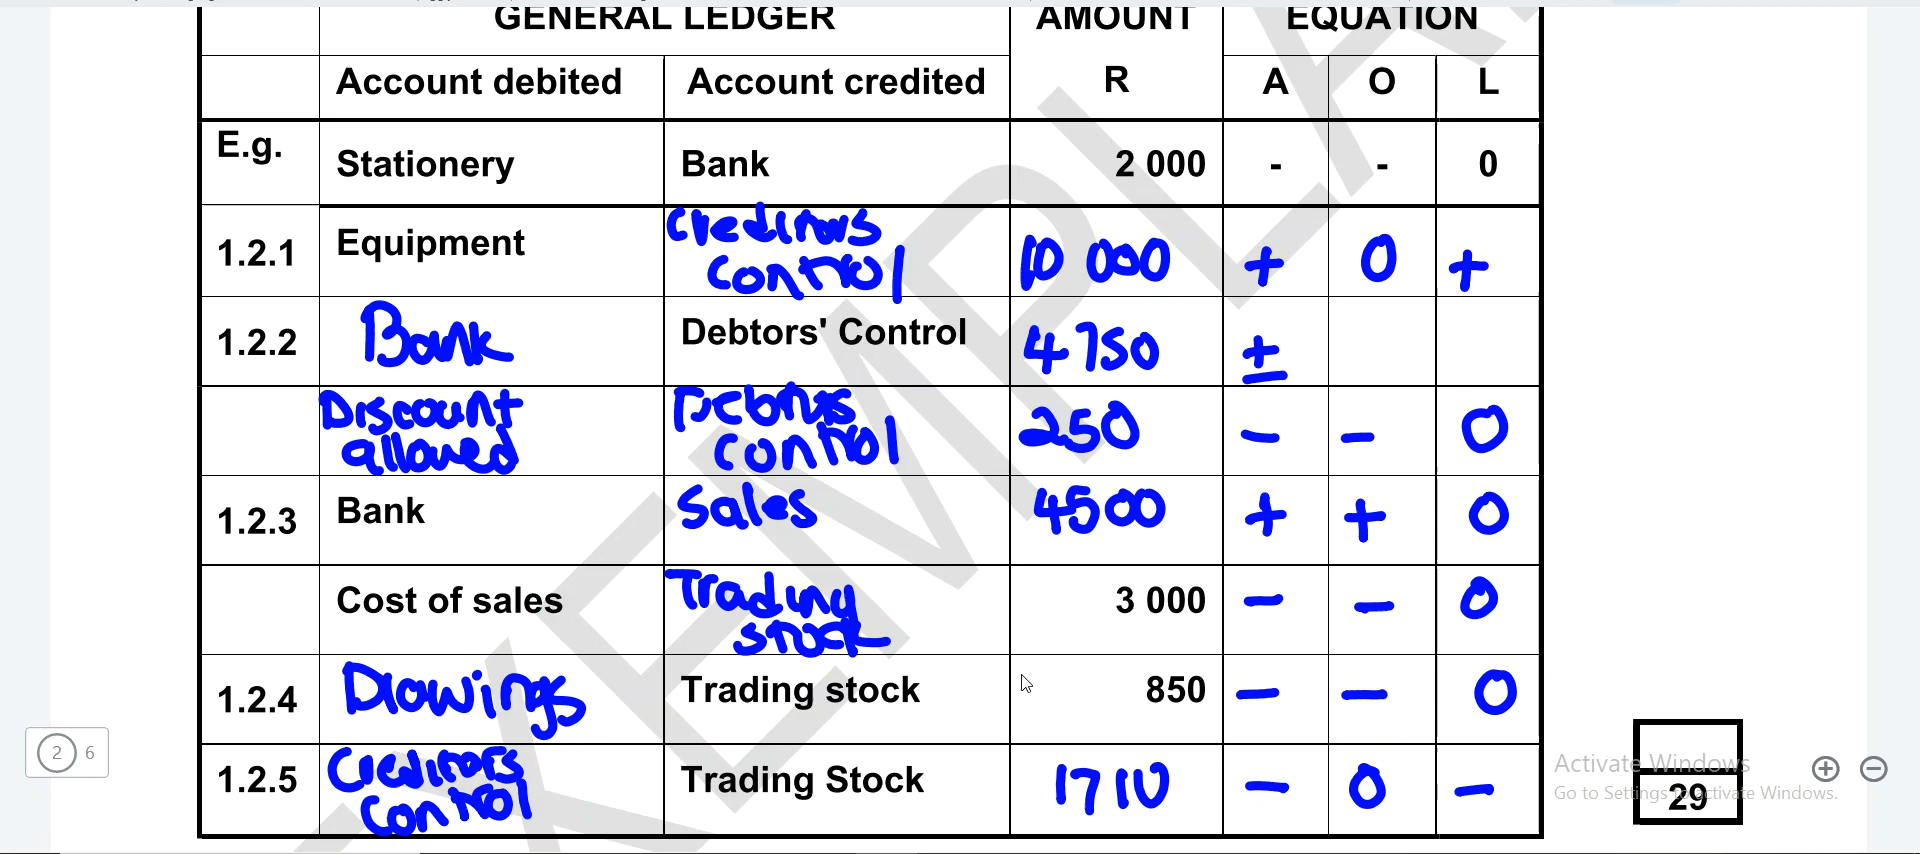 GENERAL LEDGER AMOUNT EQUATION
Account debited Account credited R A O L
E.g. Stationery Bank 2 000 - - 0
1.2.1 Equipment Creditors control 10 000 + 0 +
1.2.2 Bank Debtors' Control 4750 ±
Discount allowed Debtors control 250 - - 0
1.2.3 Bank Sales 4500 + + 0
Cost of sales Trading stock 3 000 - - 0
1.2.4 Drawings Trading stock 850 - - 0
1.2.5 Creditors control Trading Stock 1710 - 0 -
2 6
Activate Windows
Go to Settings to activate Windows.
29
EXEMPLA